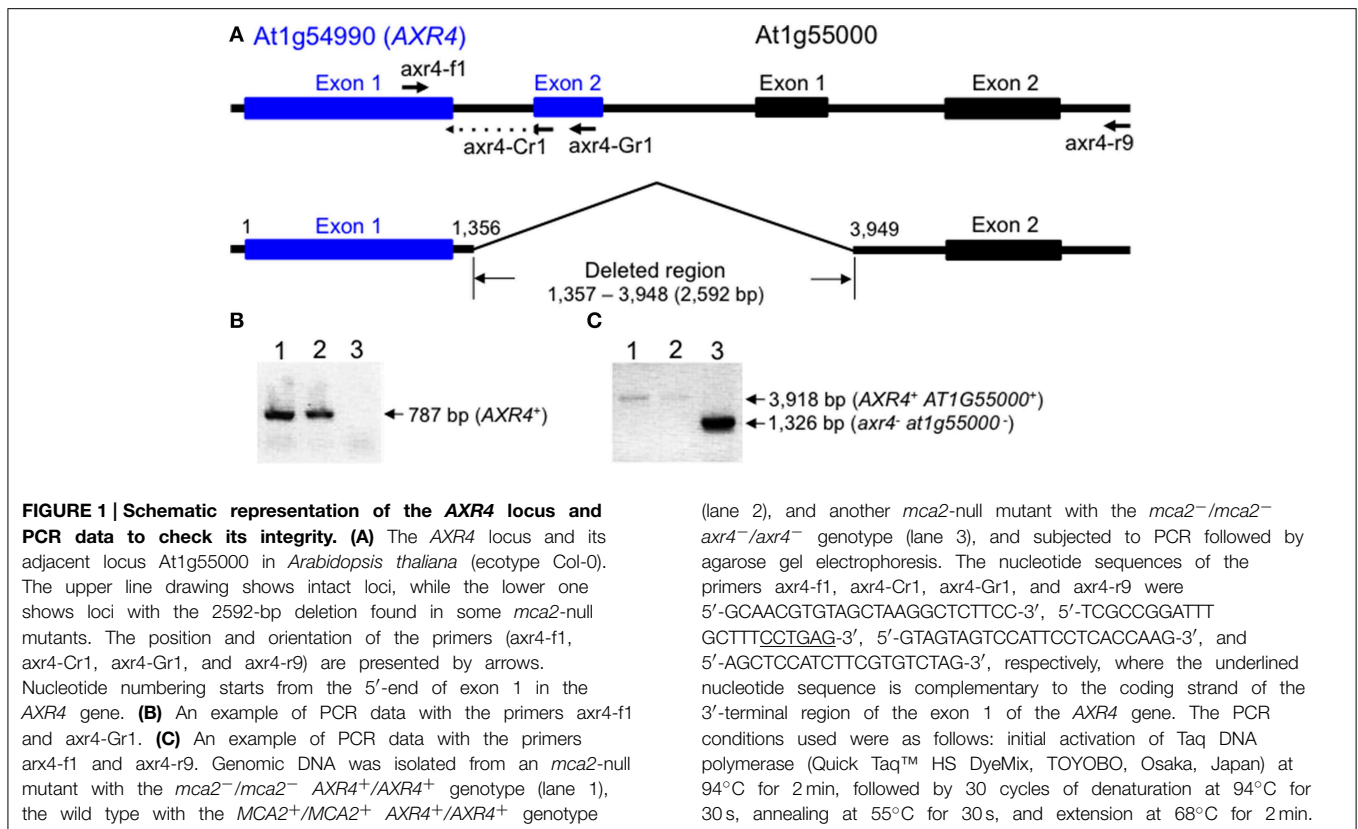 A At1g54990 (AXR4) At1g55000
axr4-f1
Exon 1 Exon 2 Exon 1 Exon 2
axr4-Cr1 axr4-Gr1 axr4-r9
1 Exon 1 1,356 3,949 Exon 2
Deleted region
1,357 – 3,948 (2,592 bp)
B
1 2 3
787 bp (AXR4⁺)
C
1 2 3
3,918 bp (AXR4⁺ AT1G55000⁺)
1,326 bp (axr4⁻ at1g55000⁻)
FIGURE 1 | Schematic representation of the AXR4 locus and
PCR data to check its integrity. (A) The AXR4 locus and its
adjacent locus At1g55000 in Arabidopsis thaliana (ecotype Col-0).
The upper line drawing shows intact loci, while the lower one
shows loci with the 2592-bp deletion found in some mca2-null
mutants. The position and orientation of the primers (axr4-f1,
axr4-Cr1, axr4-Gr1, and axr4-r9) are presented by arrows.
Nucleotide numbering starts from the 5′-end of exon 1 in the
AXR4 gene. (B) An example of PCR data with the primers axr4-f1
and axr4-Gr1. (C) An example of PCR data with the primers
arx4-f1 and axr4-r9. Genomic DNA was isolated from an mca2-null
mutant with the mca2⁻/mca2⁻ AXR4⁺/AXR4⁺ genotype (lane 1),
the wild type with the MCA2⁺/MCA2⁺ AXR4⁺/AXR4⁺ genotype
(lane 2), and another mca2-null mutant with the mca2⁻/mca2⁻
axr4⁻/axr4⁻ genotype (lane 3), and subjected to PCR followed by
agarose gel electrophoresis. The nucleotide sequences of the
primers axr4-f1, axr4-Cr1, axr4-Gr1, and axr4-r9 were
5′-GCAACGTGTAGCTAAGGCTCTTCC-3′, 5′-TCGCCGGATTT
GCTTTCCTGAG-3′, 5′-GTAGTAGTCCATTCCTCACCAAG-3′, and
5′-AGCTCCATCTTCGTGTCTAG-3′, respectively, where the underlined
nucleotide sequence is complementary to the coding strand of the
3′-terminal region of the exon 1 of the AXR4 gene. The PCR
conditions used were as follows: initial activation of Taq DNA
polymerase (Quick Taq™ HS DyeMix, TOYOBO, Osaka, Japan) at
94°C for 2 min, followed by 30 cycles of denaturation at 94°C for
30 s, annealing at 55°C for 30 s, and extension at 68°C for 2 min.